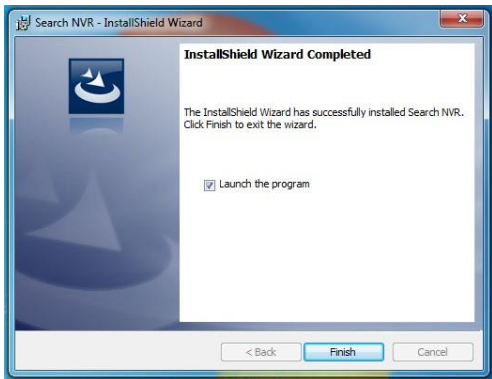 Search NVR - InstallShield Wizard
InstallShield Wizard Completed
The InstallShield Wizard has successfully installed Search NVR.
Click Finish to exit the wizard.
Launch the program
< Back
Finish
Cancel